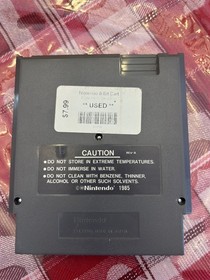 ** USED **
$7.99
CAUTION
●DO NOT STORE IN EXTREME TEMPERATURES.
●DO NOT IMMERSE IN WATER.
●DO NOT CLEAN WITH BENZENE, THINNER,
ALCOHOL OR OTHER SUCH SOLVENTS.
©®Nintendo 1985